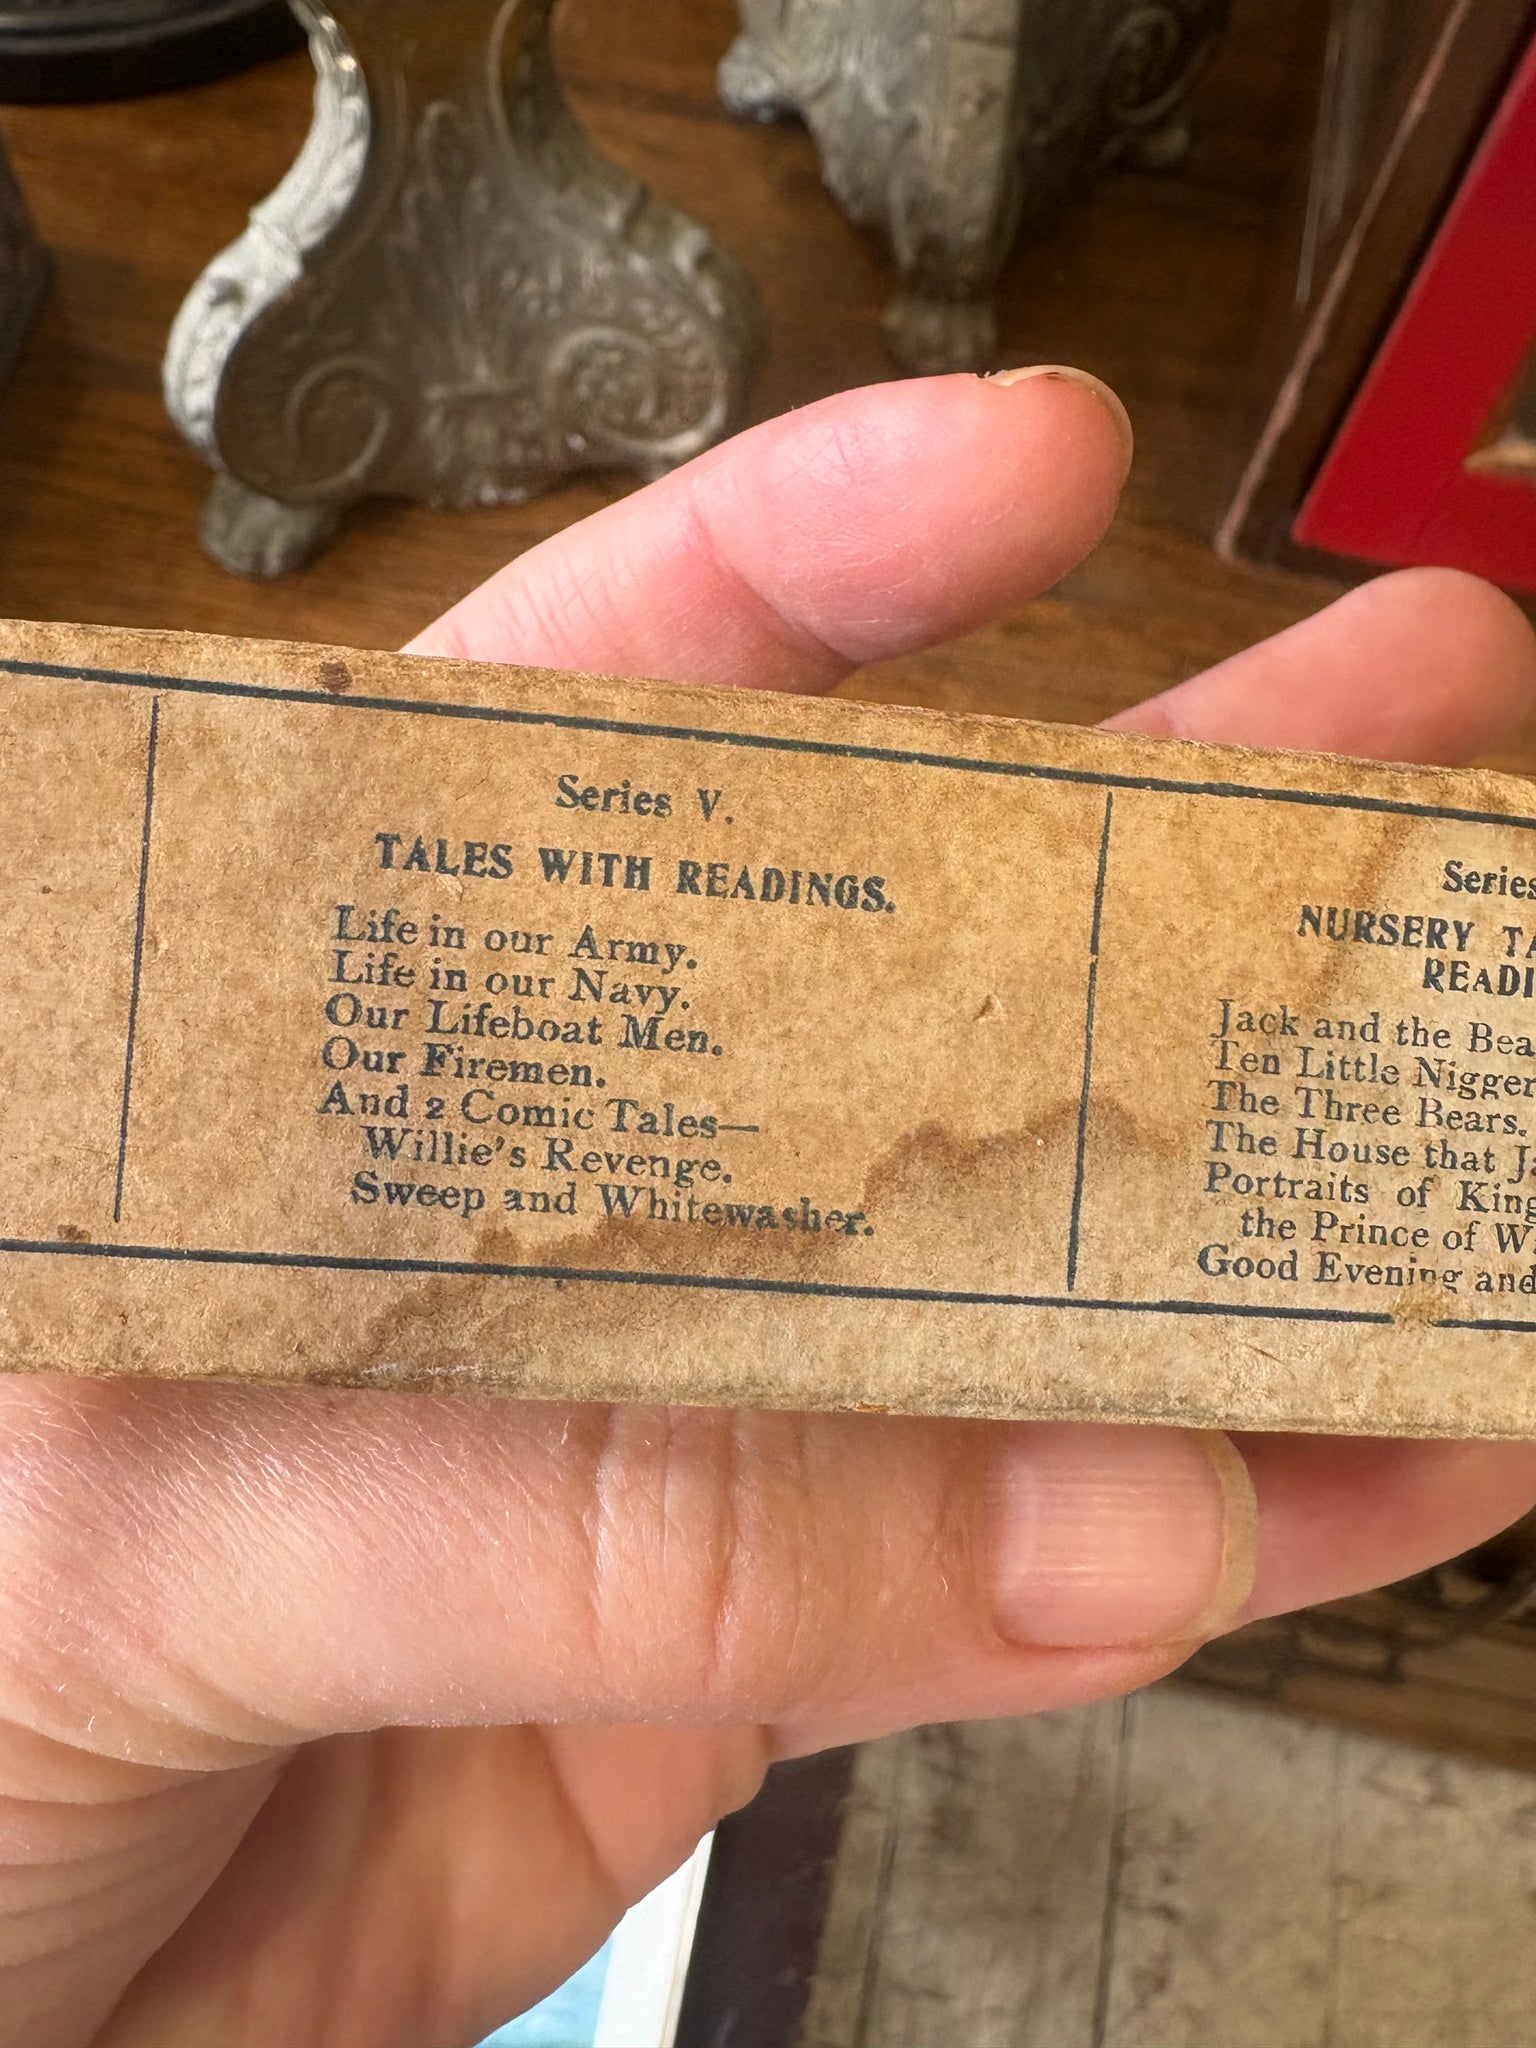 Series V.
TALES WITH READINGS.
Life in our Army.
Life in our Navy.
Our Lifeboat Men.
Our Firemen.
And 2 Comic Tales—
Willie's Revenge.
Sweep and Whitewasher.
Series
NURSERY
Jack and the
Ten Little Nigger
The Three Bears.
The House that
Portraits of
the Prince of
Good Evening and